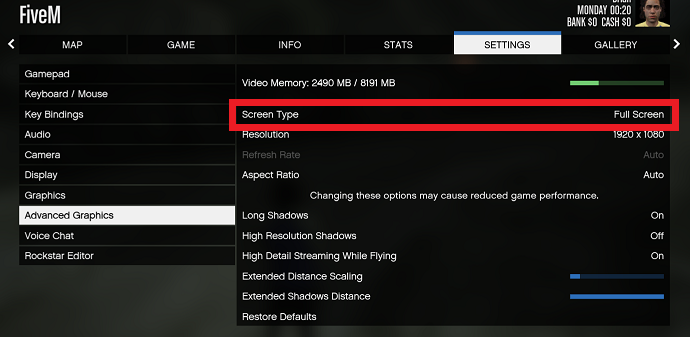 FiveM
MONDAY 00:20
BANK $0 CASH $0
MAP GAME INFO STATS SETTINGS GALLERY
Gamepad
Keyboard / Mouse
Key Bindings
Audio
Camera
Display
Graphics
Advanced Graphics
Voice Chat
Rockstar Editor
Video Memory: 2490 MB / 8191 MB
Screen Type Full Screen
Resolution 1920 x 1080
Refresh Rate Auto
Aspect Ratio Auto
Changing these options may cause reduced game performance.
Long Shadows On
High Resolution Shadows Off
High Detail Streaming While Flying On
Extended Distance Scaling
Extended Shadows Distance
Restore Defaults